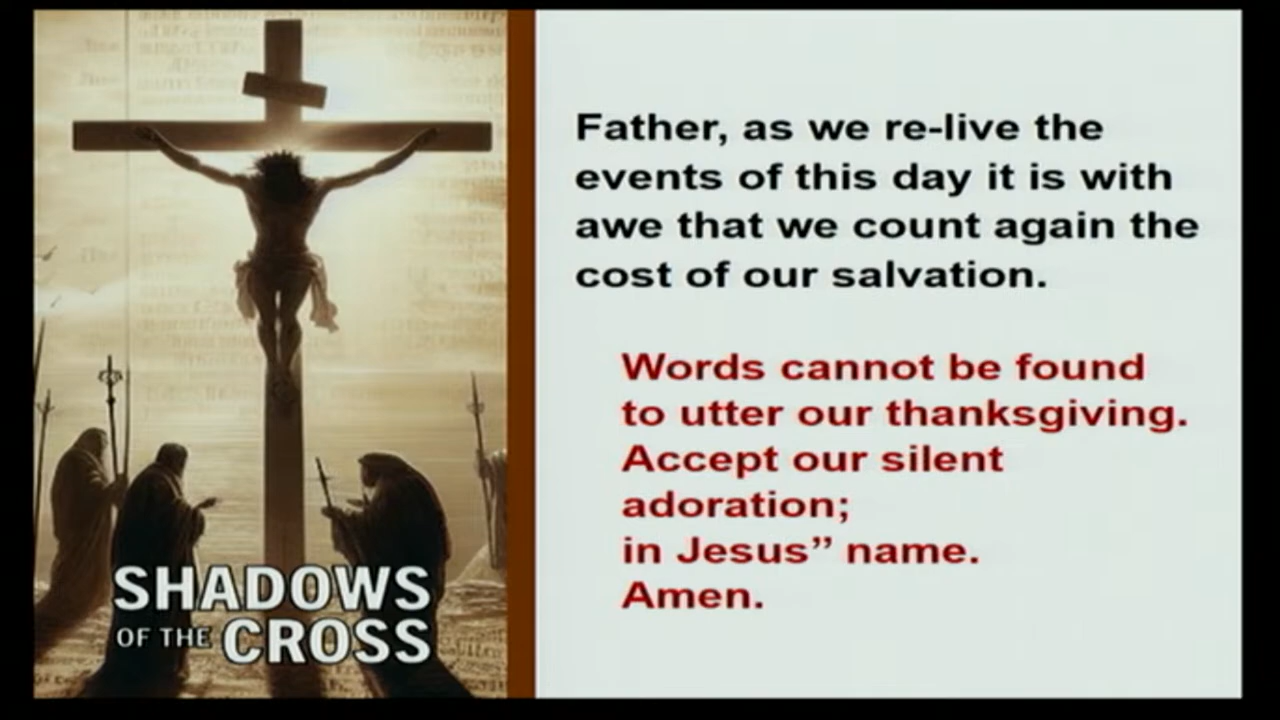 SHADOWS
OF THE CROSS
Father, as we re-live the
events of this day it is with
awe that we count again the
cost of our salvation.
Words cannot be found
to utter our thanksgiving.
Accept our silent
adoration;
in Jesus” name.
Amen.